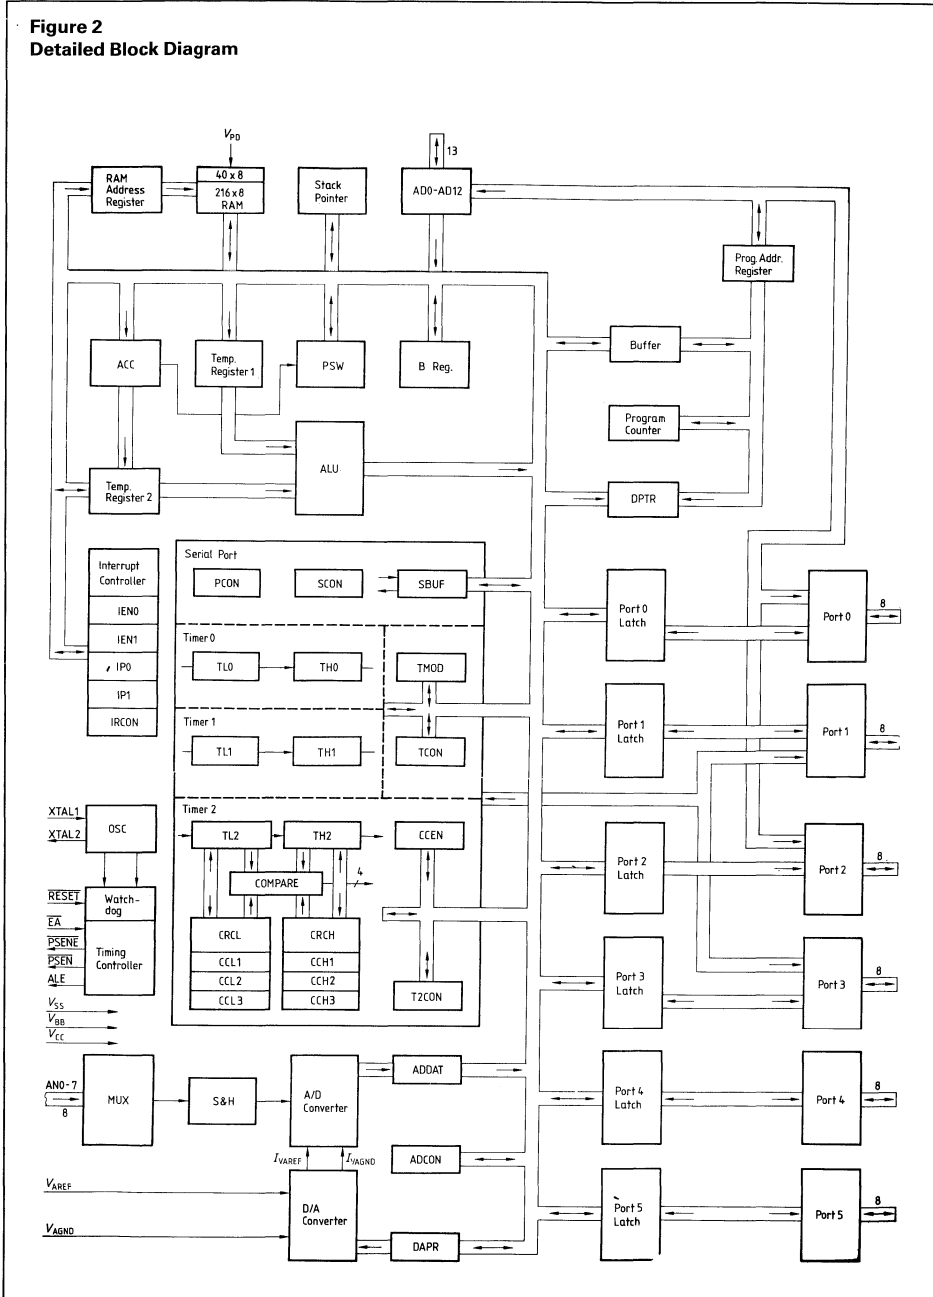 Figure 2
Detailed Block Diagram
V_PD
13
RAM
Address
Register
40 x 8
216 x 8
RAM
Stack
Pointer
AD0-AD12
Prog. Addr.
Register
ACC
Temp.
Register 1
PSW
B Reg.
Buffer
Program
Counter
ALU
Temp.
Register 2
DPTR
Interrupt
Controller
IEN0
IEN1
IP0
IP1
IRCON
Serial Port
PCON
SCON
SBUF
Timer 0
TL0
TH0
TMOD
Timer 1
TL1
TH1
TCON
Timer 2
TL2
TH2
CCEN
COMPARE
4
CRCL
CCL1
CCL2
CCL3
CRCH
CCH1
CCH2
CCH3
T2CON
Port 0
Latch
Port 0
8
Port 1
Latch
Port 1
8
Port 2
Latch
Port 2
8
Port 3
Latch
Port 3
8
Port 4
Latch
Port 4
8
Port 5
Latch
Port 5
8
XTAL1
XTAL2
OSC
RESET
EA
PSENE
PSEN
ALE
Watch-
dog
Timing
Controller
V_SS
V_BB
V_CC
AN0-7
8
MUX
S&H
A/D
Converter
ADDAT
I_VAREF
I_VAGND
ADCON
V_AREF
V_AGND
D/A
Converter
DAPR